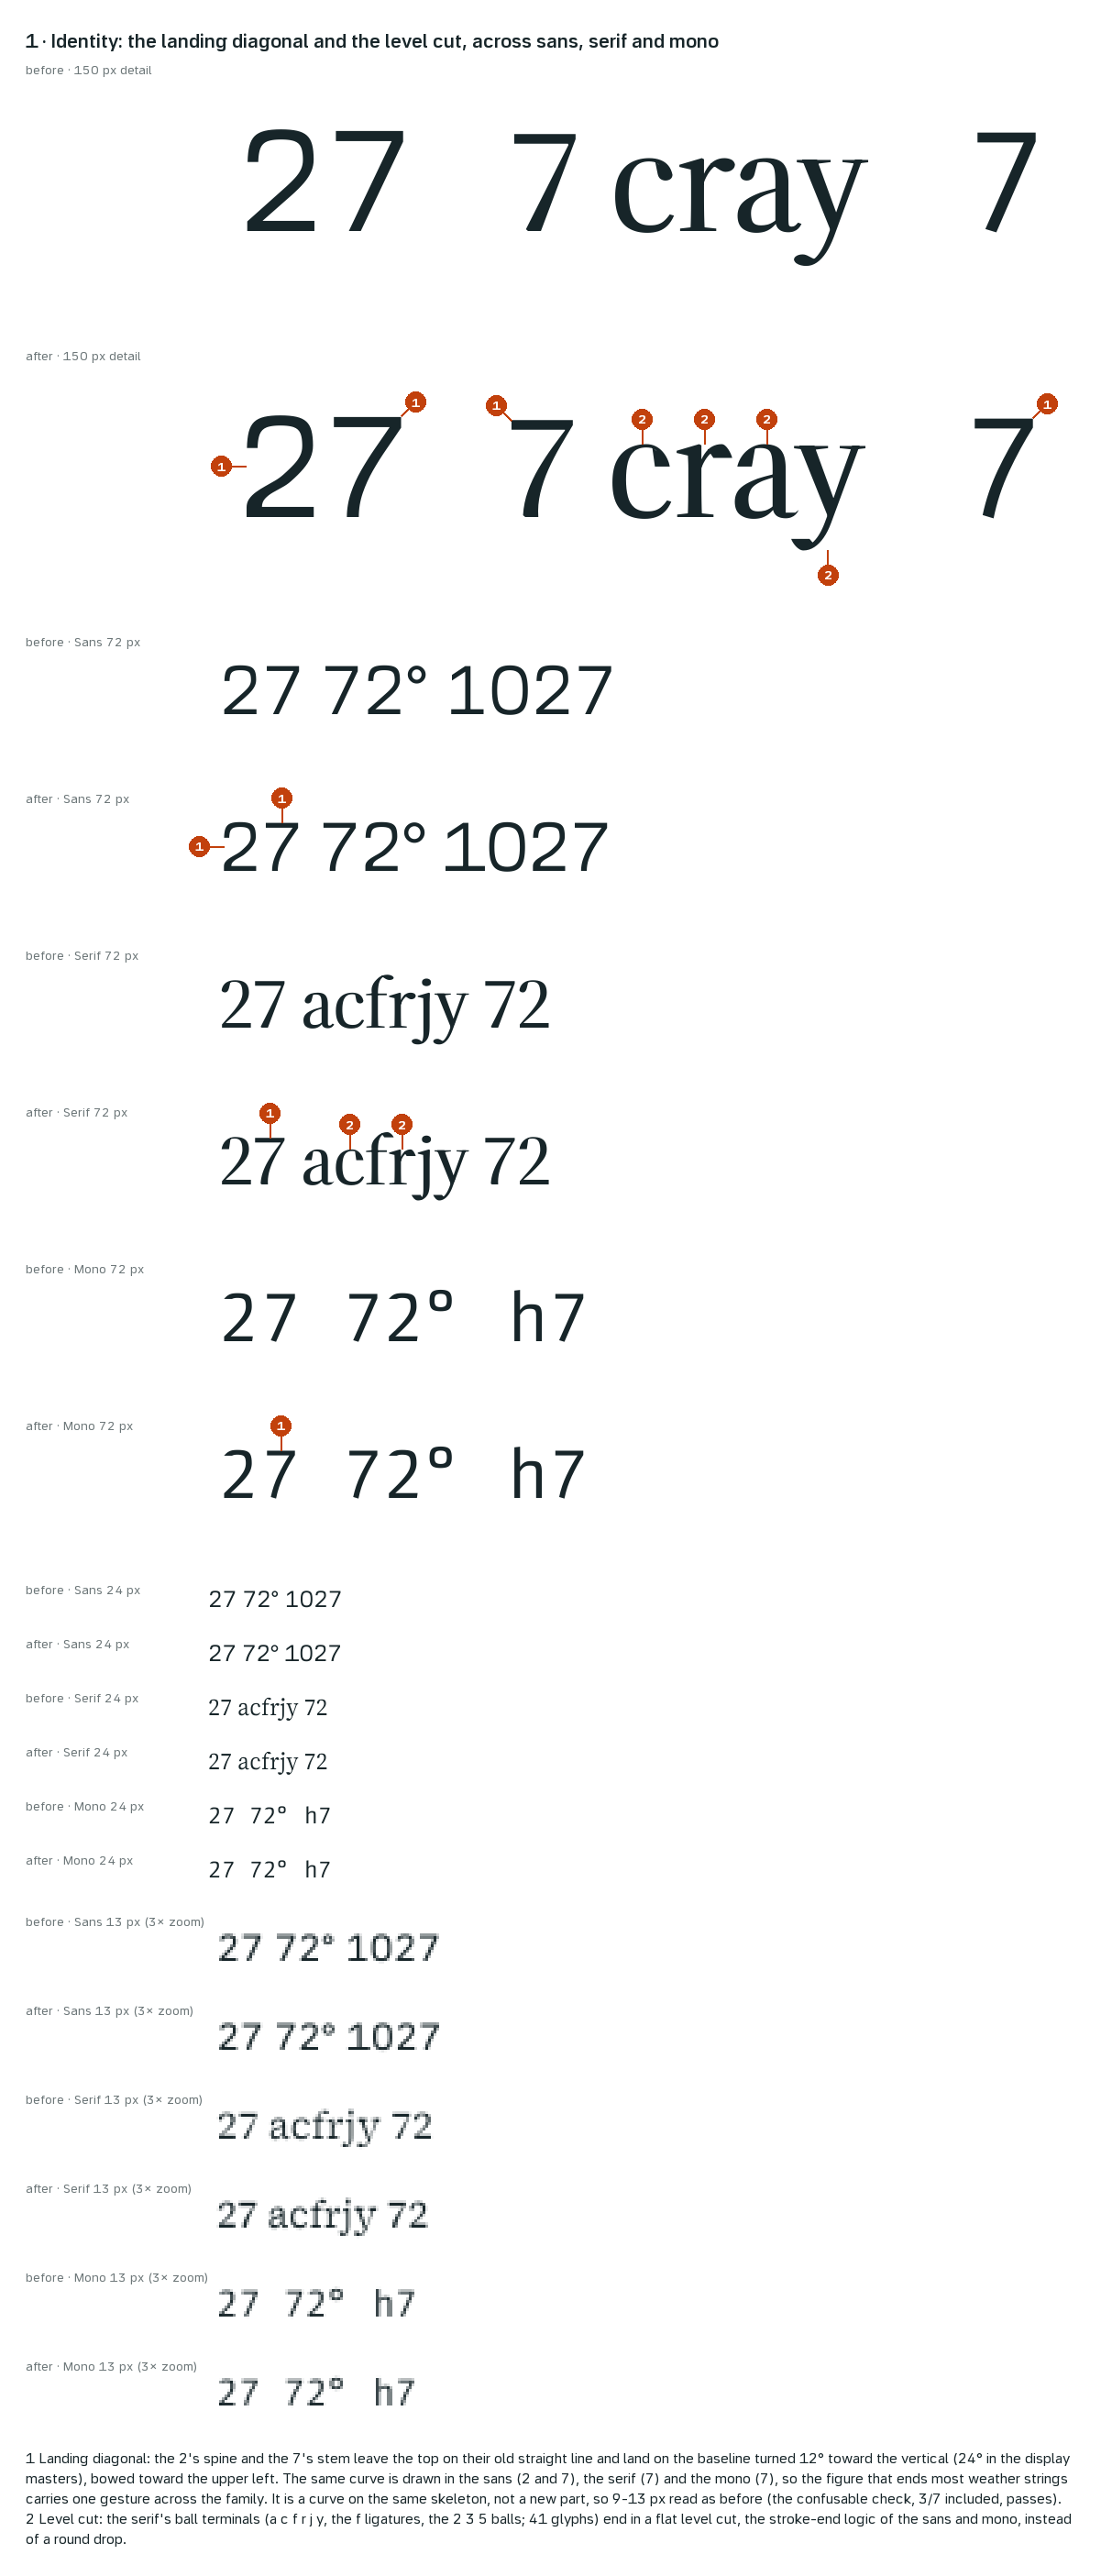 1 · Identity: the landing diagonal and the level cut, across sans, serif and mono
before · 150 px detail
27 7 cray 7
after · 150 px detail
1 1 2 2 2 1
1 27 7 cray 7
2
before · Sans 72 px
27 72° 1027
after · Sans 72 px
1
1 27 72° 1027
before · Serif 72 px
27 acfrjy 72
after · Serif 72 px
1 2 2
27 acfrjy 72
before · Mono 72 px
27 72° h7
after · Mono 72 px
1
27 72° h7
before · Sans 24 px
27 72° 1027
after · Sans 24 px
27 72° 1027
before · Serif 24 px
27 acfrjy 72
after · Serif 24 px
27 acfrjy 72
before · Mono 24 px
27 72° h7
after · Mono 24 px
27 72° h7
before · Sans 13 px (3× zoom)
27 72° 1027
after · Sans 13 px (3× zoom)
27 72° 1027
before · Serif 13 px (3× zoom)
27 acfrjy 72
after · Serif 13 px (3× zoom)
27 acfrjy 72
before · Mono 13 px (3× zoom)
27 72° h7
after · Mono 13 px (3× zoom)
27 72° h7
1 Landing diagonal: the 2's spine and the 7's stem leave the top on their old straight line and land on the baseline turned 12° toward the vertical (24° in the display
masters), bowed toward the upper left. The same curve is drawn in the sans (2 and 7), the serif (7) and the mono (7), so the figure that ends most weather strings
carries one gesture across the family. It is a curve on the same skeleton, not a new part, so 9-13 px read as before (the confusable check, 3/7 included, passes).
2 Level cut: the serif's ball terminals (a c f r j y, the f ligatures, the 2 3 5 balls; 41 glyphs) end in a flat level cut, the stroke-end logic of the sans and mono, instead
of a round drop.